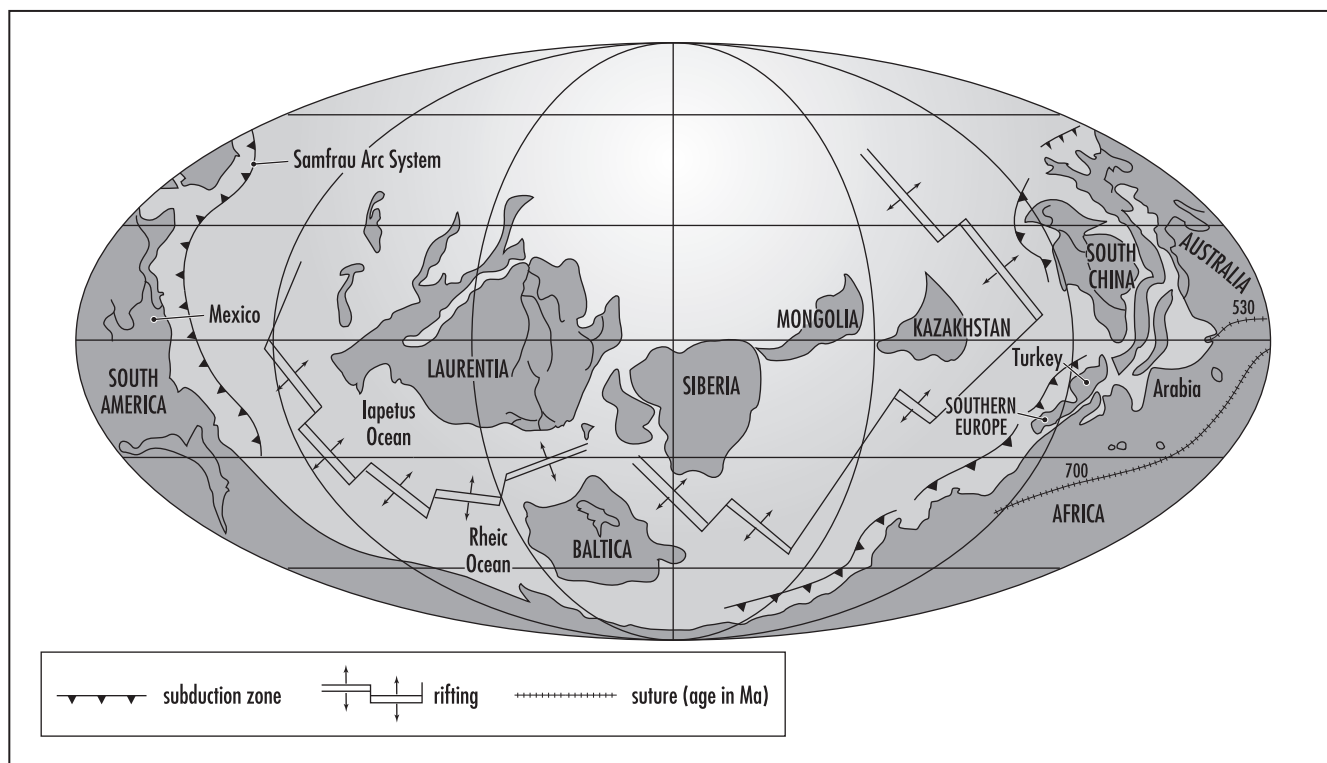 Samfrau Arc System
SOUTH
CHINA
AUSTRALIA
Mexico
MONGOLIA
KAZAKHSTAN
530
LAURENTIA
SIBERIA
Turkey
SOUTH
AMERICA
Arabia
Iapetus
Ocean
SOUTHERN
EUROPE
700
AFRICA
Rheic
Ocean
BALTICA
subduction zone
rifting
suture (age in Ma)